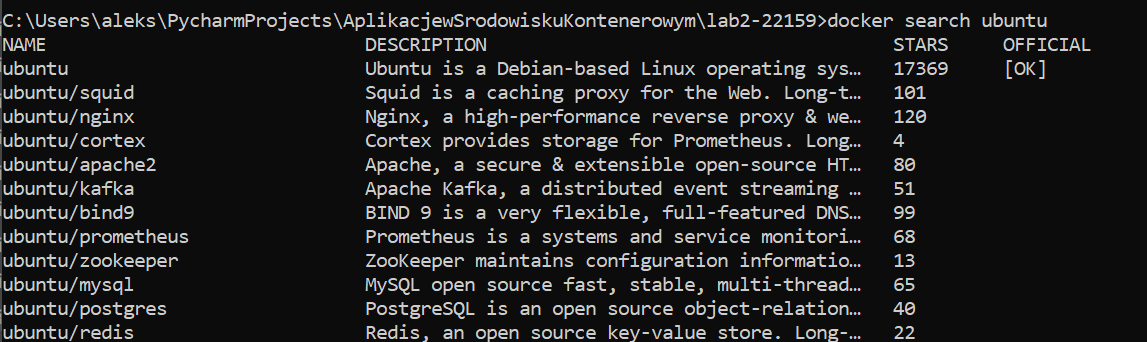 C:\Users\aleks\PycharmProjects\AplikacjewSrodowiskuKontenerowym\lab2-22159>docker search ubuntu
NAME DESCRIPTION STARS OFFICIAL
ubuntu Ubuntu is a Debian-based Linux operating sys… 17369 [OK]
ubuntu/squid Squid is a caching proxy for the Web. Long-t… 101
ubuntu/nginx Nginx, a high-performance reverse proxy & we… 120
ubuntu/cortex Cortex provides storage for Prometheus. Long… 4
ubuntu/apache2 Apache, a secure & extensible open-source HT… 80
ubuntu/kafka Apache Kafka, a distributed event streaming … 51
ubuntu/bind9 BIND 9 is a very flexible, full-featured DNS… 99
ubuntu/prometheus Prometheus is a systems and service monitori… 68
ubuntu/zookeeper ZooKeeper maintains configuration informatio… 13
ubuntu/mysql MySQL open source fast, stable, multi-thread… 65
ubuntu/postgres PostgreSQL is an open source object-relation… 40
ubuntu/redis Redis, an open source key-value store. Long-… 22